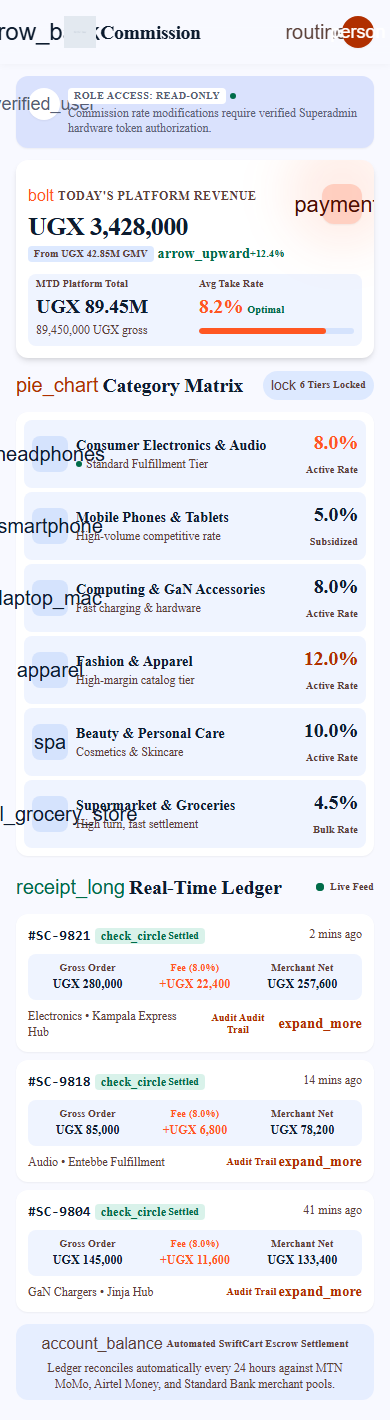 Commission
person
verified_user
ROLE ACCESS: READ-ONLY
Commission rate modifications require verified Superadmin
hardware token authorization.
bolt TODAY'S PLATFORM REVENUE
payment
UGX 3,428,000
From UGX 42.85M GMV arrow_upward +12.4%
MTD Platform Total
UGX 89.45M
89,450,000 UGX gross
Avg Take Rate
8.2% Optimal
pie_chart Category Matrix
lock 6 Tiers Locked
headphones
Consumer Electronics & Audio
Standard Fulfillment Tier
8.0%
Active Rate
smartphone
Mobile Phones & Tablets
High-volume competitive rate
5.0%
Subsidized
laptop_mac
Computing & GaN Accessories
Fast charging & hardware
8.0%
Active Rate
apparel
Fashion & Apparel
High-margin catalog tier
12.0%
Active Rate
spa
Beauty & Personal Care
Cosmetics & Skincare
10.0%
Active Rate
l_grocery_store
Supermarket & Groceries
High turn, fast settlement
4.5%
Bulk Rate
receipt_long Real-Time Ledger
Live Feed
#SC-9821 check_circle Settled
2 mins ago
Gross Order
UGX 280,000
Fee (8.0%)
+UGX 22,400
Merchant Net
UGX 257,600
Electronics • Kampala Express
Hub
Audit Audit
Trail
expand_more
#SC-9818 check_circle Settled
14 mins ago
Gross Order
UGX 85,000
Fee (8.0%)
+UGX 6,800
Merchant Net
UGX 78,200
Audio • Entebbe Fulfillment
Audit Trail expand_more
#SC-9804 check_circle Settled
41 mins ago
Gross Order
UGX 145,000
Fee (8.0%)
+UGX 11,600
Merchant Net
UGX 133,400
GaN Chargers • Jinja Hub
Audit Trail expand_more
account_balance Automated SwiftCart Escrow Settlement
Ledger reconciles automatically every 24 hours against MTN
MoMo, Airtel Money, and Standard Bank merchant pools.